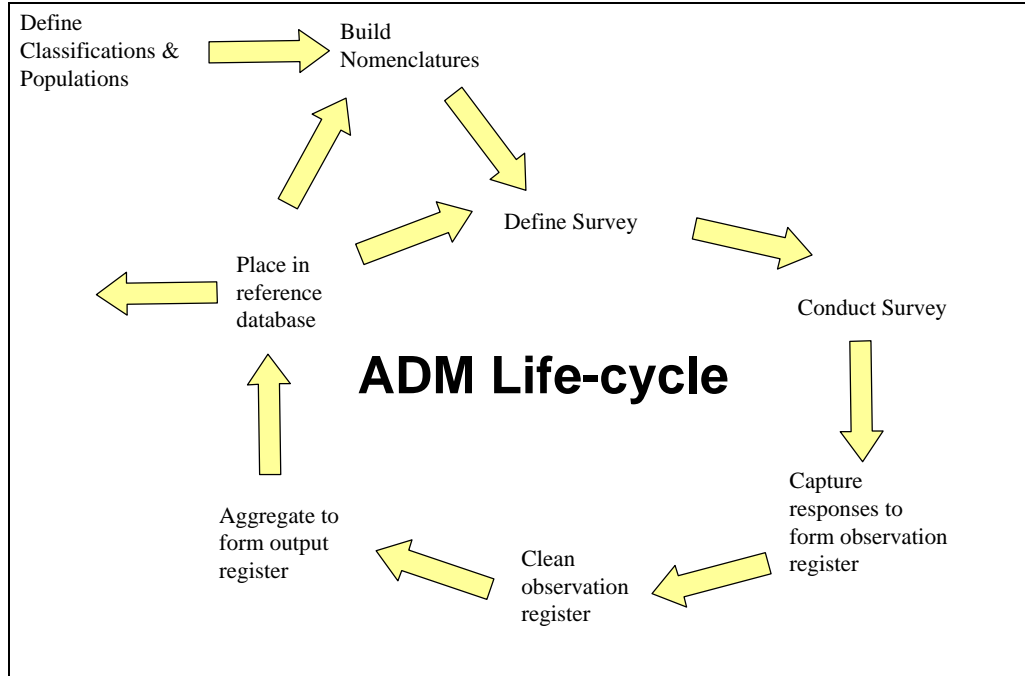 Define
Classifications &
Populations
Build
Nomenclatures
Define Survey
Place in
reference
database
Conduct Survey
ADM Life-cycle
Capture
responses to
form observation
register
Aggregate to
form output
register
Clean
observation
register